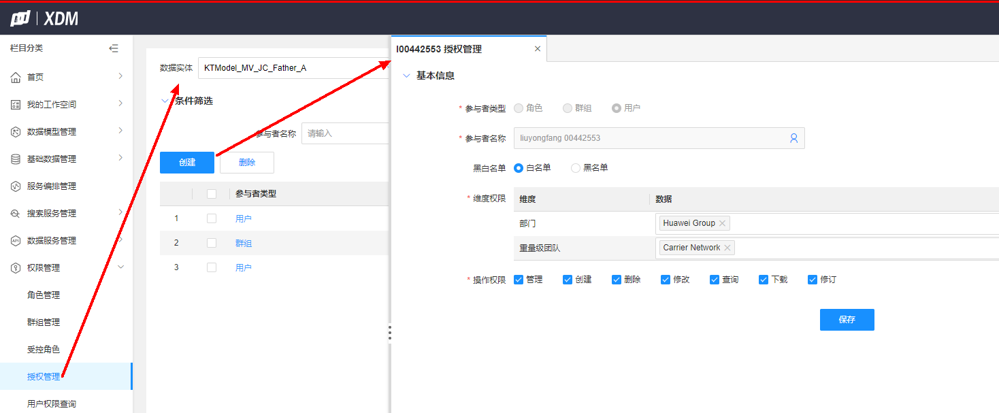 XDM
栏目分类
首页
我的工作空间
数据模型管理
基础数据管理
服务编排管理
搜索服务管理
数据服务管理
权限管理
角色管理
群组管理
受控角色
授权管理
用户权限查询
数据实体 KTModel_MV_JC_Father_A
条件筛选
参与者名称 请输入
创建 删除
参与者类型
1 用户
2 群组
3 用户
l00442553 授权管理
基本信息
* 参与者类型 角色 群组 用户
* 参与者名称 liuyongfang 00442553
黑白名单 白名单 黑名单
* 维度权限 维度 数据
部门 Huawei Group
重量级团队 Carrier Network
* 操作权限 管理 创建 删除 修改 查询 下载 修订
保存